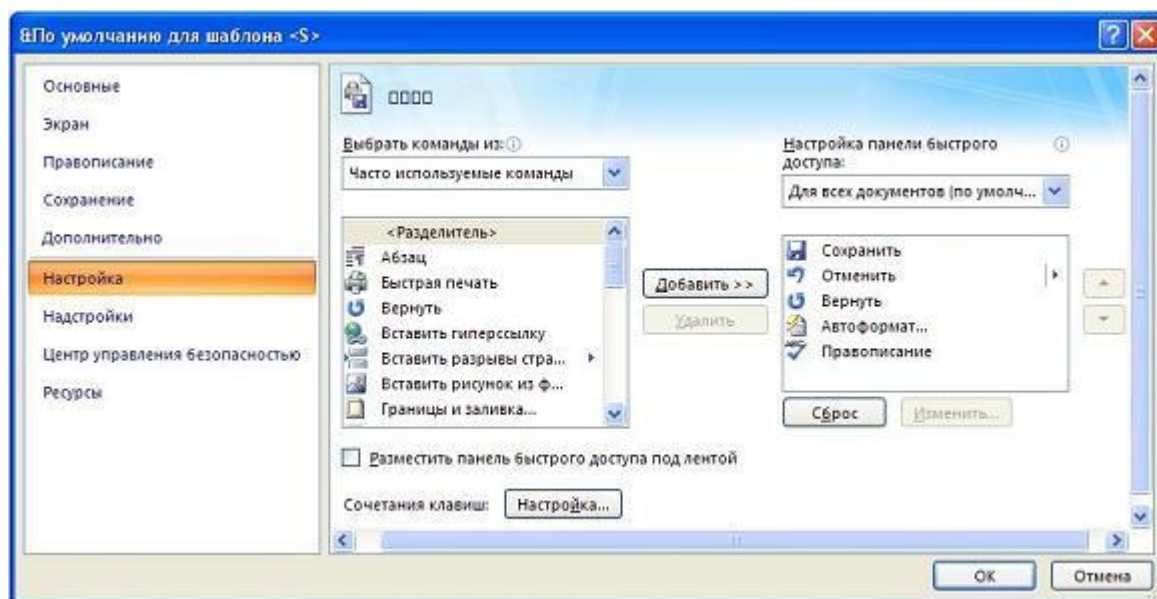 &По умолчанию для шаблона <S>
Основные
Экран
Правописание
Сохранение
Дополнительно
Настройка
Надстройки
Центр управления безопасностью
Ресурсы
Выбрать команды из:
Часто используемые команды
<Разделитель>
Абзац
Быстрая печать
Вернуть
Вставить гиперссылку
Вставить разрывы стра...
Вставить рисунок из ф...
Границы и заливка...
Добавить >>
Удалить
Настройка панели быстрого
доступа:
Для всех документов (по умолч...
Сохранить
Отменить
Вернуть
Автоформат...
Правописание
Сброс
Изменить...
Разместить панель быстрого доступа под лентой
Сочетания клавиш:
Настройка...
ОК
Отмена